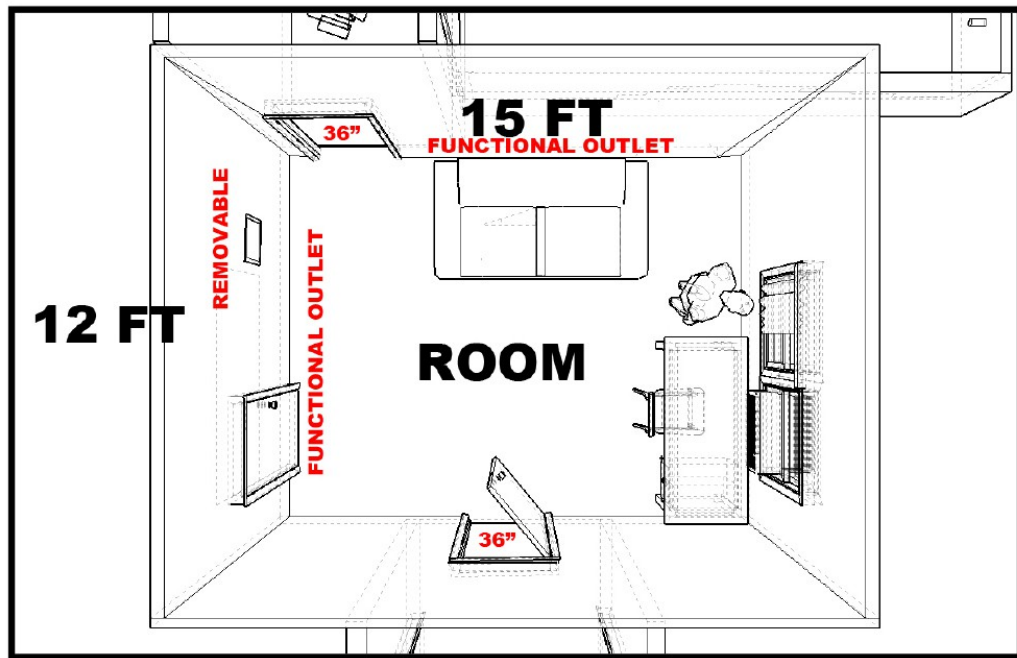 15 FT
36”
FUNCTIONAL OUTLET
REMOVABLE
FUNCTIONAL OUTLET
12 FT
ROOM
36”